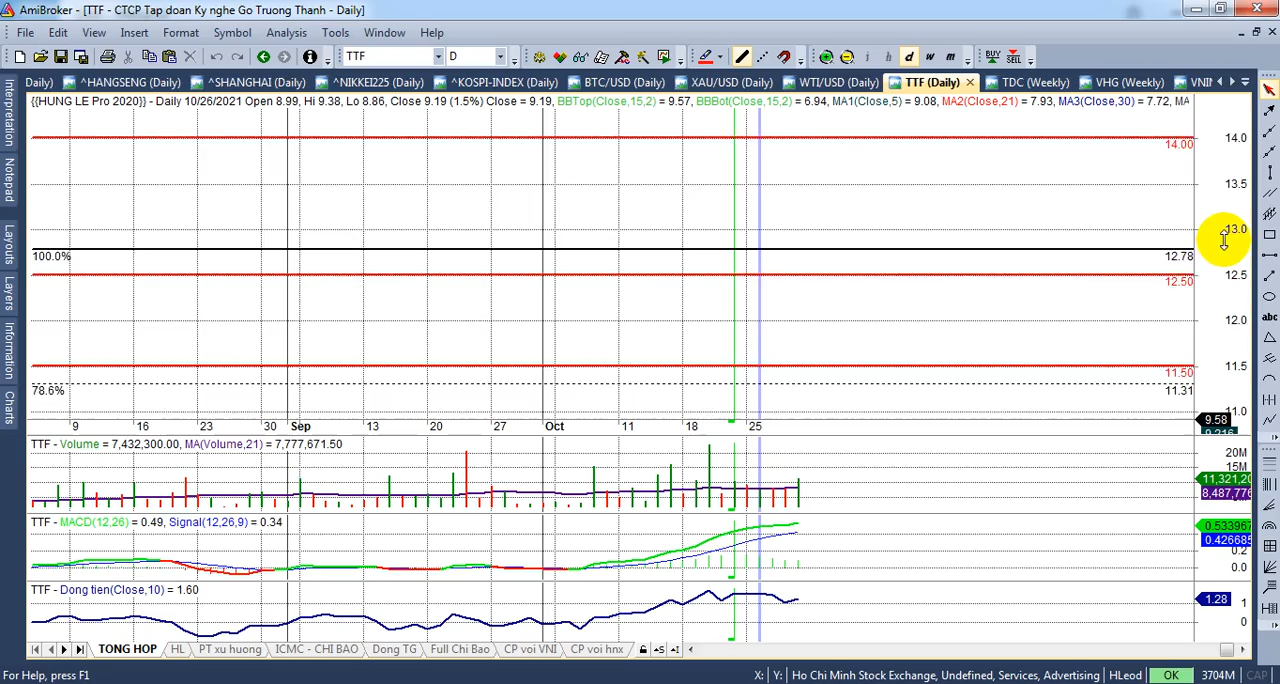 AmiBroker - [TTF - CTCP Tap doan Ky nghe Go Truong Thanh - Daily]
File Edit View Insert Format Symbol Analysis Tools Window Help
TTF D i h d w m BUY SELL
Daily) ^HANGSENG (Daily) ^SHANGHAI (Daily) ^NIKKEI225 (Daily) ^KOSPI-INDEX (Daily) BTC/USD (Daily) XAU/USD (Daily) WTI/USD (Daily) TTF (Daily) TDC (Weekly) VHG (Weekly) VNI
{{HUNG LE Pro 2020}} - Daily 10/26/2021 Open 8.99, Hi 9.38, Lo 8.86, Close 9.19 (1.5%) Close = 9.19, BBTop(Close,15,2) = 9.57, BBBot(Close,15,2) = 6.94, MA1(Close,5) = 9.08, MA2(Close,21) = 7.93, MA3(Close,30) = 7.72, MA
Interpretation
Notepad
Layouts
Layers
Information
Charts
14.0
14.00
13.5
13.0
100.0% 12.78
12.5
12.50
12.0
11.5
11.50
78.6% 11.31
11.0
9.58
9 16 23 30 Sep 13 20 27 Oct 11 18 25
TTF - Volume = 7,432,300.00, MA(Volume,21) = 7,777,671.50
20M
15M
11,321,20
8,487,776
TTF - MACD(12,26) = 0.49, Signal(12,26,9) = 0.34
0.533967
0.426685
0.2
0.0
TTF - Dong tien(Close,10) = 1.60
1.28 1
0
abc
TONG HOP HL PT xu huong ICMC - CHI BAO Dong TG Full Chi Bao CP voi VNI CP voi hnx
For Help, press F1 X: Y: Ho Chi Minh Stock Exchange, Undefined, Services, Advertising HLeod OK 3704M CAP